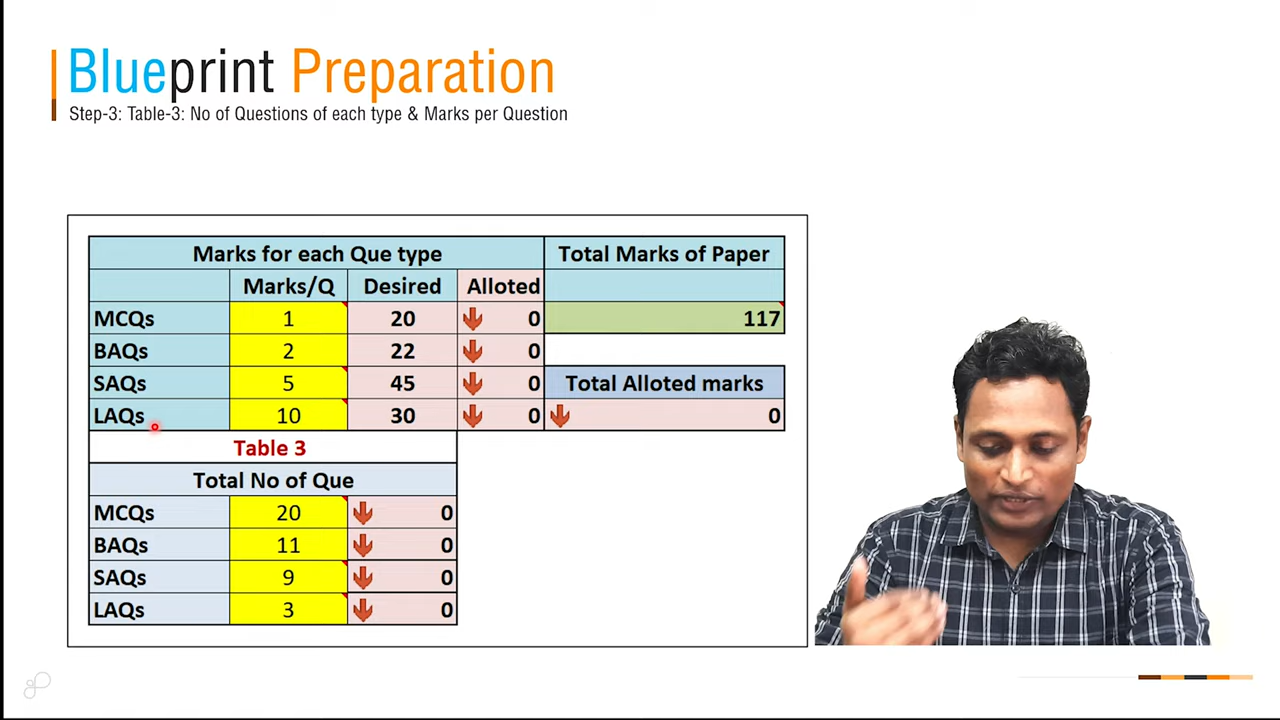 Blueprint Preparation
Step-3: Table-3: No of Questions of each type & Marks per Question
Marks for each Que type Total Marks of Paper
Marks/Q Desired Alloted
MCQs 1 20 0 117
BAQs 2 22 0
SAQs 5 45 0 Total Alloted marks
LAQs 10 30 0 0
Table 3
Total No of Que
MCQs 20 0
BAQs 11 0
SAQs 9 0
LAQs 3 0